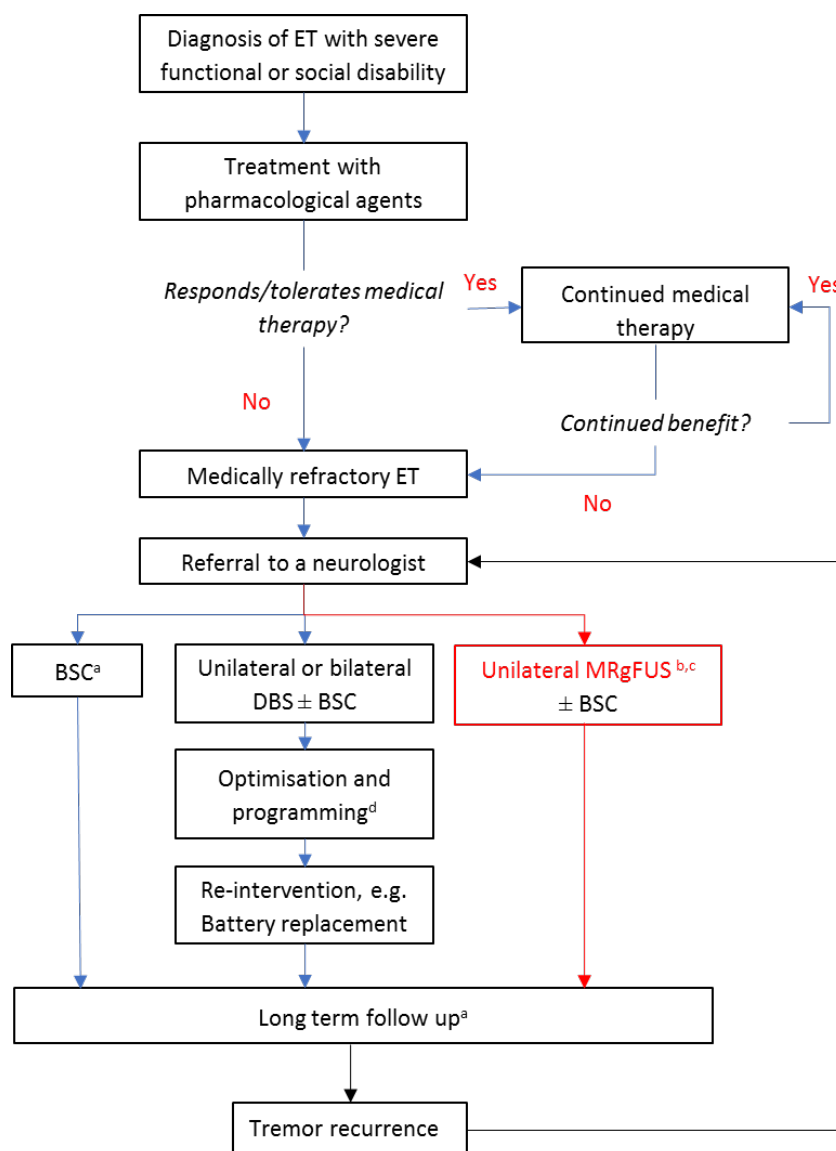 Diagnosis of ET with severe
functional or social disability
Treatment with
pharmacological agents
Responds/tolerates medical
therapy?
Yes
Continued medical
therapy
Yes
No
Continued benefit?
Medically refractory ET
No
Referral to a neurologist
BSCᵃ
Unilateral or bilateral
DBS ± BSC
Unilateral MRgFUS ᵇ,ᶜ
± BSC
Optimisation and
programmingᵈ
Re-intervention, e.g.
Battery replacement
Long term follow upᵃ
Tremor recurrence